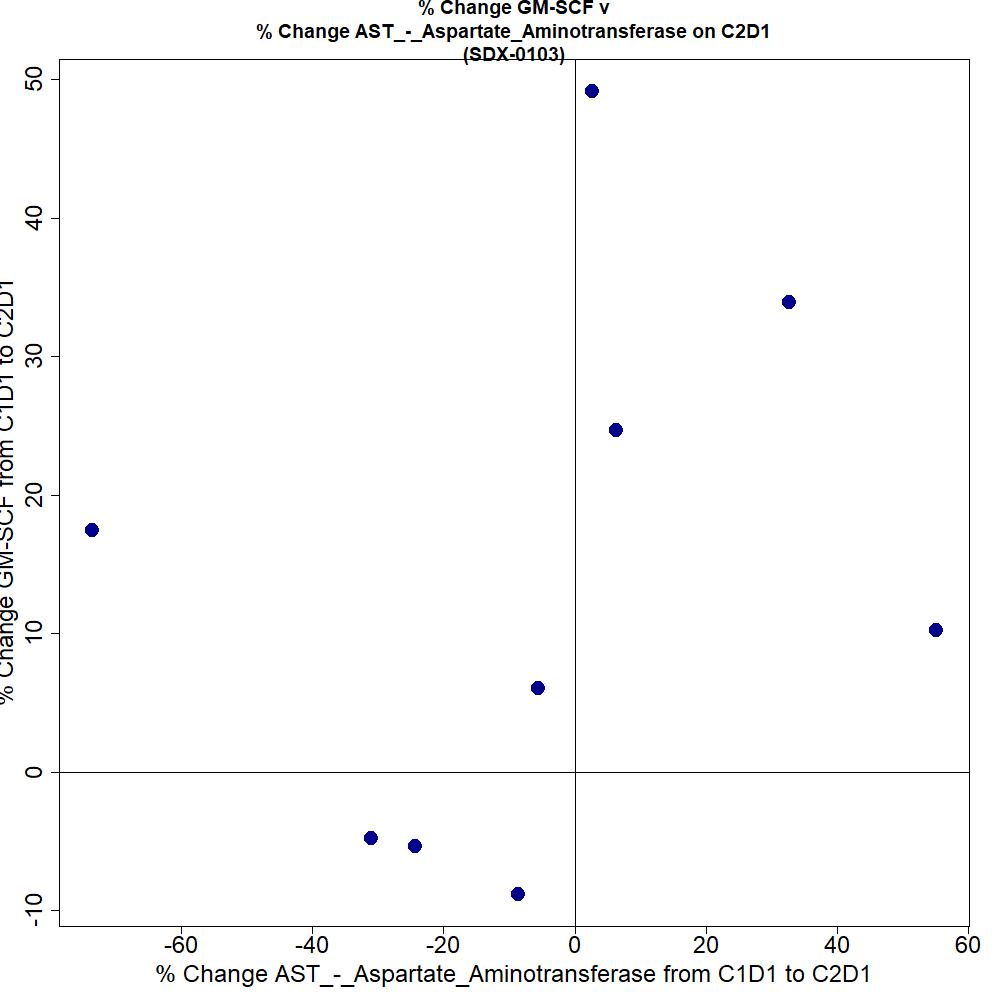 % Change GM-SCF v
% Change AST_-_Aspartate_Aminotransferase on C2D1
(SDX-0103)
% Change GM-SCF from C1D1 to C2D1
50
40
30
20
10
0
-10
-60 -40 -20 0 20 40 60
% Change AST_-_Aspartate_Aminotransferase from C1D1 to C2D1